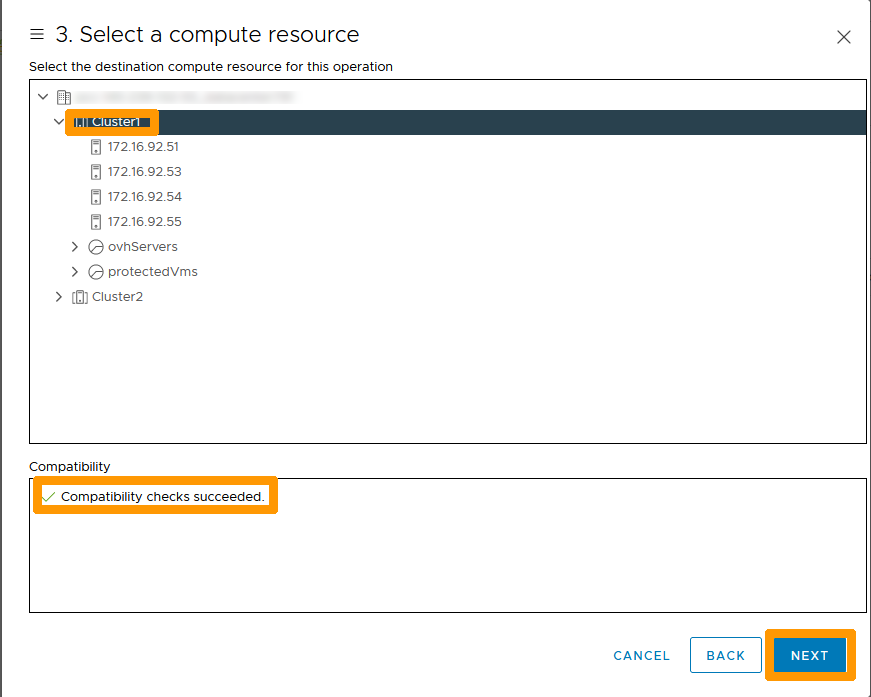 3. Select a compute resource
Select the destination compute resource for this operation
Cluster1
172.16.92.51
172.16.92.53
172.16.92.54
172.16.92.55
ovhServers
protectedVms
Cluster2
Compatibility
Compatibility checks succeeded.
CANCEL BACK NEXT